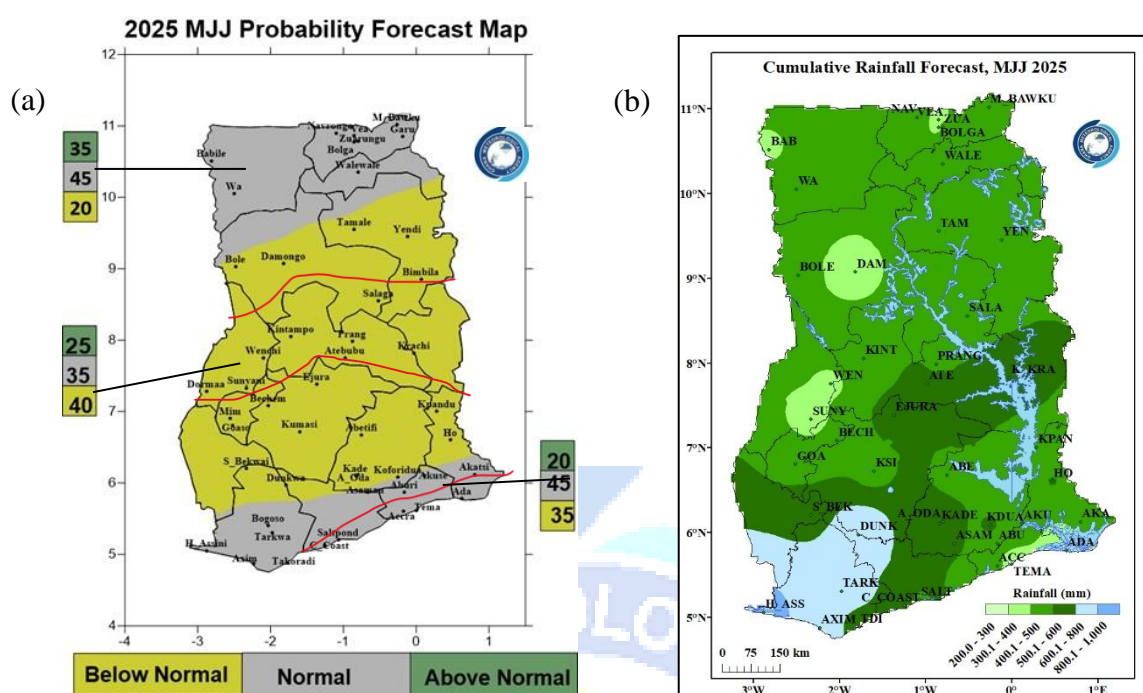 2025 MJJ Probability Forecast Map
(a)
12
11
10
9
8
7
6
5
4
-4
-3
-2
-1
0
1
35
45
20
25
35
40
20
45
35
M_Bawku
Navrongo
Vea
Garu
Zuarungu
Bolga
Babile
Walewale
Wa
Tamale
Yendi
Bole
Damongo
Bimbila
Salaga
Kintampo
Prang
Wenchi
Atebubu
Krachi
Dormaa
Sunyani
Ejura
Bechem
Mim
Goaso
Kpandu
Kumasi
Abetifi
Ho
S_Bekwai
Kade
Koforidua
Akatsi
Dunkwa
A_Oda
Akuse
Asamankese
Aburi
Ada
Bogoso
Tema
Tarkwa
Accra
Saltpond
H_Assini
C_Coast
Axim
Takoradi
Below Normal
Normal
Above Normal
(b)
Cumulative Rainfall Forecast, MJJ 2025
11°N
10°N
9°N
8°N
7°N
6°N
5°N
M_BAWKU
NAV
VEA
ZUA
BOLGA
BAB
WALE
WA
TAM
YEN
BOLE
DAM
SALA
KINT
PRANG
ATE
K_KRA
WEN
SUNY
EJURA
BECH
KPAN
GOA
KSI
ABE
HO
S_BEK
DUNK
A_ODA
KADE
KDUA
AKU
AKA
ASAM
ABU
ADA
ACC
TEMA
TARK
C_COAST
SALT
H_ASS
AXIM
TDI
Rainfall (mm)
200.0 - 300
300.1 - 400
400.1 - 500
500.1 - 600
600.1 - 800
800.1 - 1,000
0 75 150 km
3°W
2°W
1°W
0°
1°E